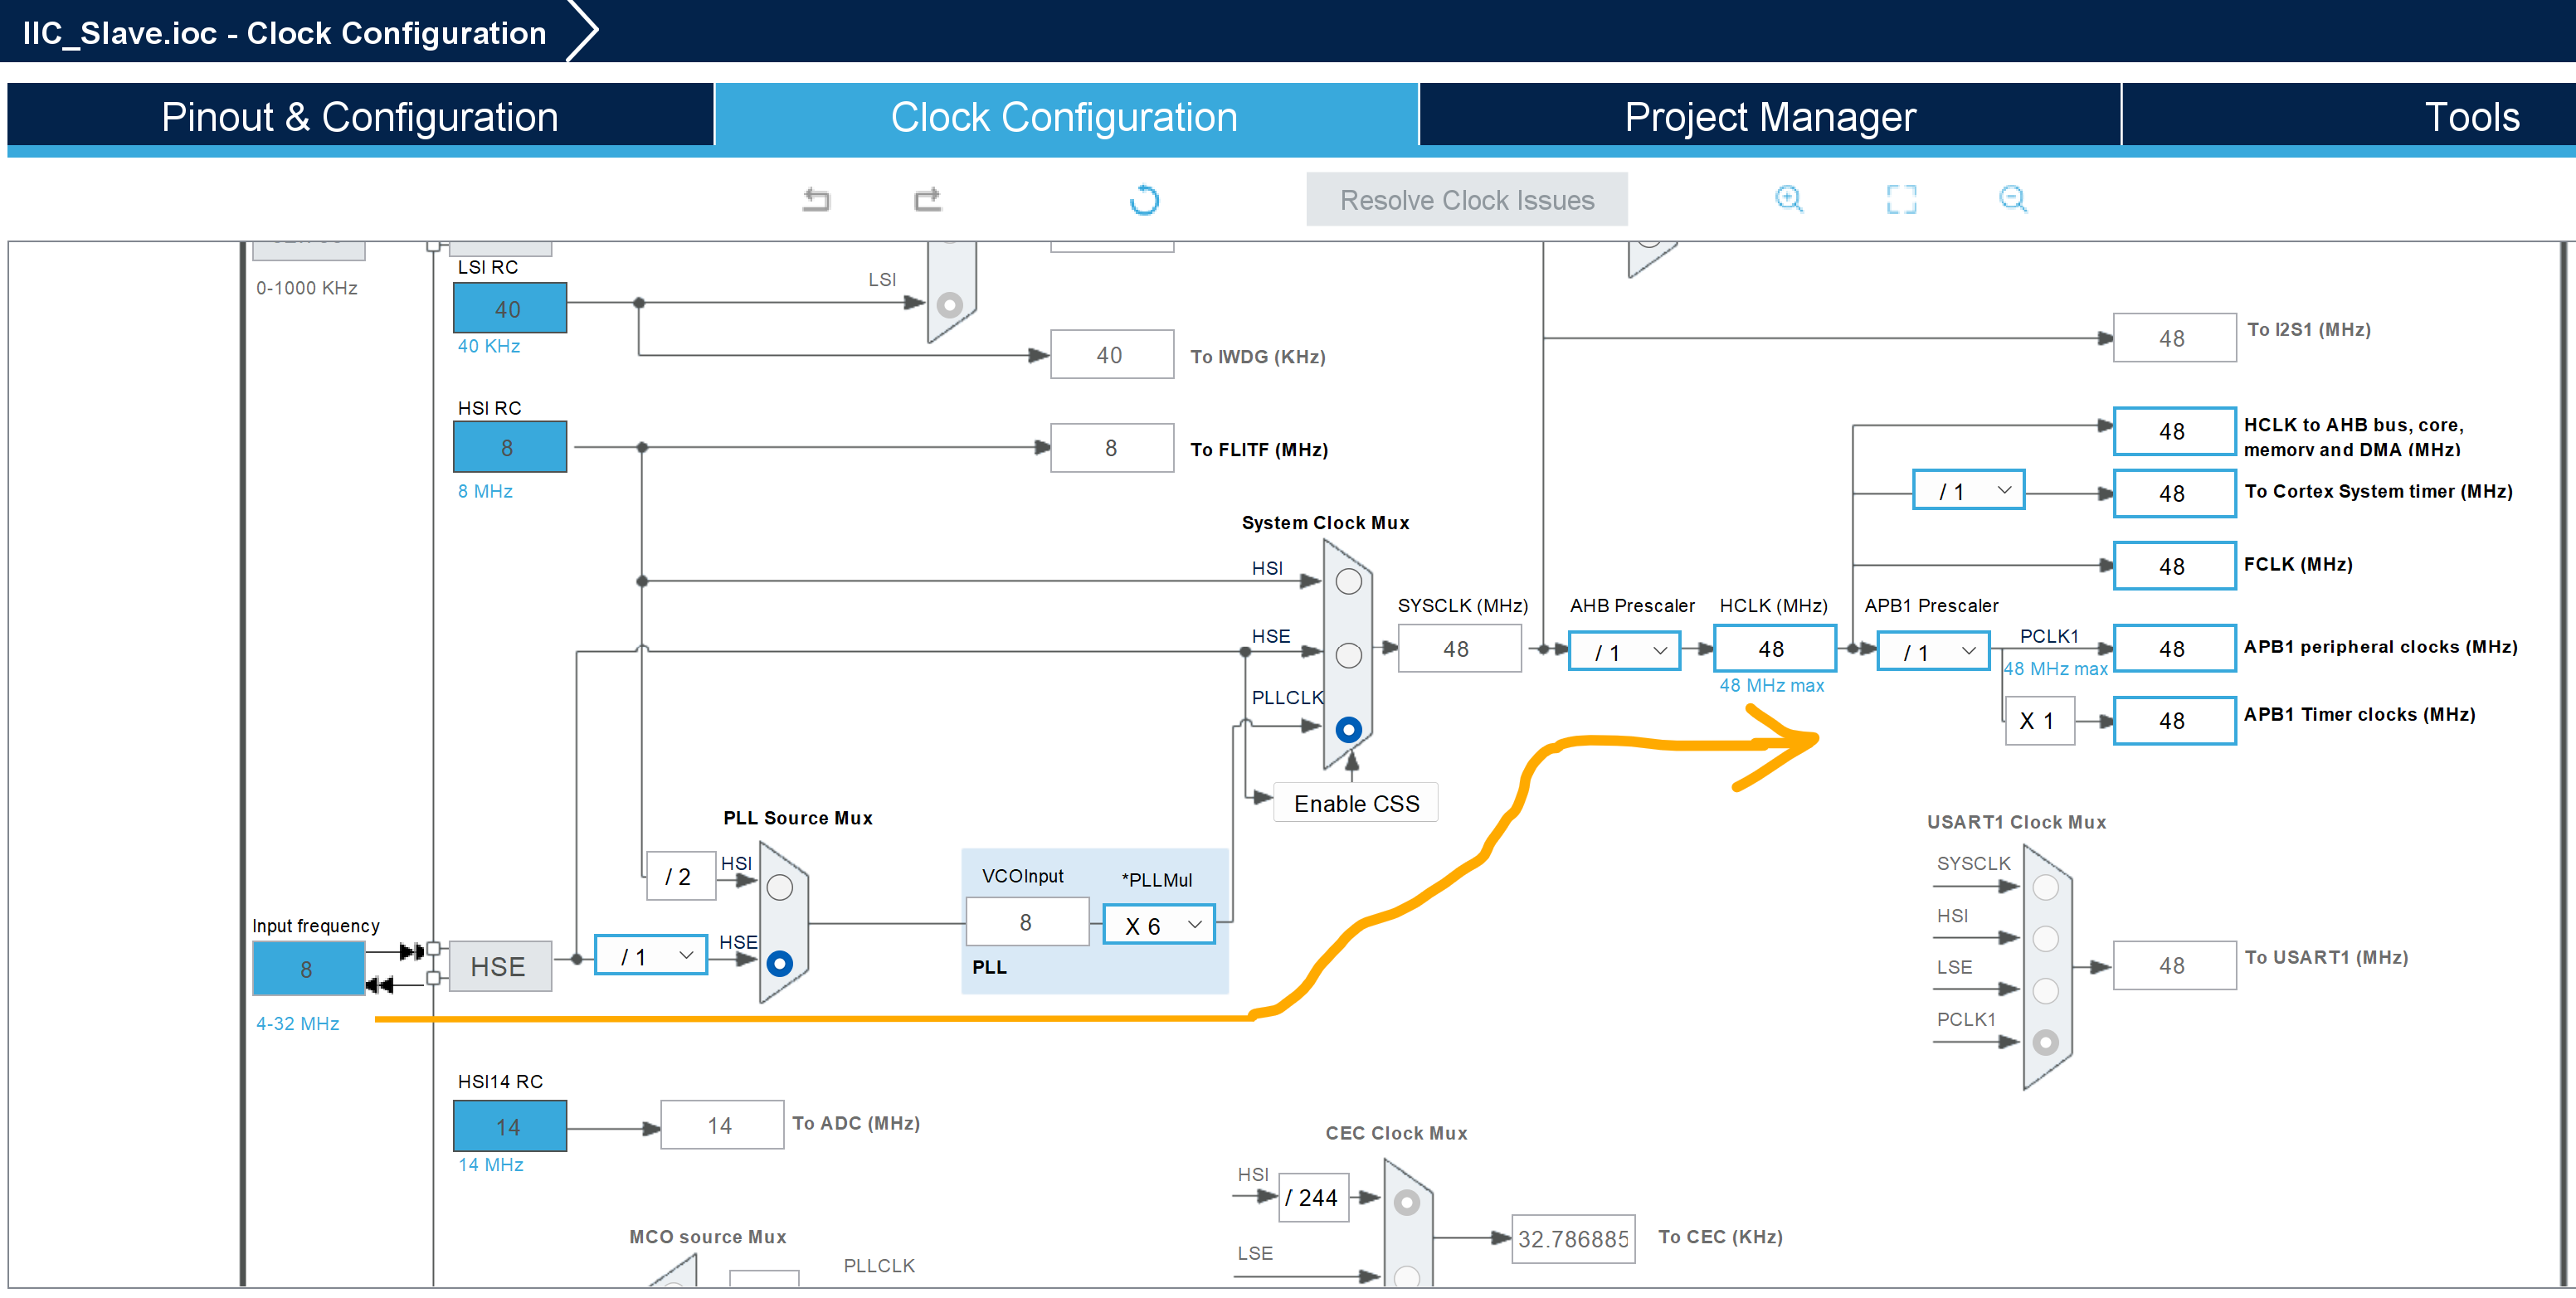 IIC_Slave.ioc - Clock Configuration
Pinout & Configuration
Clock Configuration
Project Manager
Tools
Resolve Clock Issues
0-1000 KHz
LSI RC
40
40 KHz
LSI
40
To IWDG (KHz)
HSI RC
8
8 MHz
8
To FLITF (MHz)
48
To I2S1 (MHz)
48
HCLK to AHB bus, core,
memory and DMA (MHz)
/ 1
48
To Cortex System timer (MHz)
48
FCLK (MHz)
System Clock Mux
HSI
HSE
PLLCLK
SYSCLK (MHz)
48
AHB Prescaler
/ 1
HCLK (MHz)
48
48 MHz max
APB1 Prescaler
/ 1
PCLK1
48 MHz max
48
APB1 peripheral clocks (MHz)
X 1
48
APB1 Timer clocks (MHz)
Enable CSS
PLL Source Mux
/ 2
HSI
HSE
/ 1
VCOInput
8
*PLLMul
X 6
PLL
Input frequency
8
4-32 MHz
HSE
USART1 Clock Mux
SYSCLK
HSI
LSE
PCLK1
48
To USART1 (MHz)
HSI14 RC
14
14 MHz
14
To ADC (MHz)
CEC Clock Mux
HSI
/ 244
LSE
32.786885
To CEC (KHz)
MCO source Mux
PLLCLK